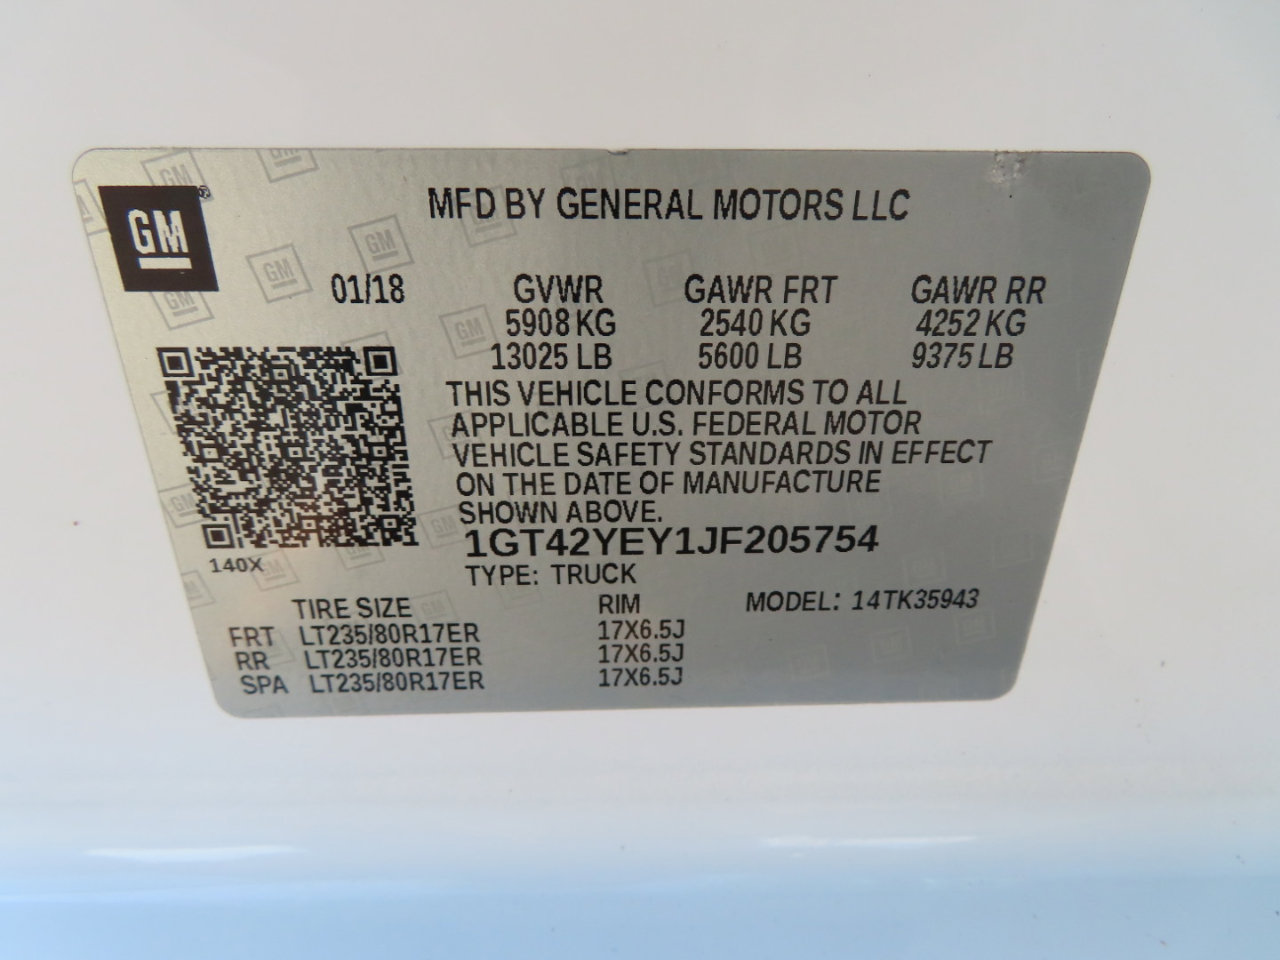 GM
MFD BY GENERAL MOTORS LLC
01/18 GVWR GAWR FRT GAWR RR
5908 KG 2540 KG 4252 KG
13025 LB 5600 LB 9375 LB
THIS VEHICLE CONFORMS TO ALL
APPLICABLE U.S. FEDERAL MOTOR
VEHICLE SAFETY STANDARDS IN EFFECT
ON THE DATE OF MANUFACTURE
SHOWN ABOVE.
1GT42YEY1JF205754
140X
TYPE: TRUCK
TIRE SIZE RIM MODEL: 14TK35943
FRT LT235/80R17ER 17X6.5J
RR LT235/80R17ER 17X6.5J
SPA LT235/80R17ER 17X6.5J